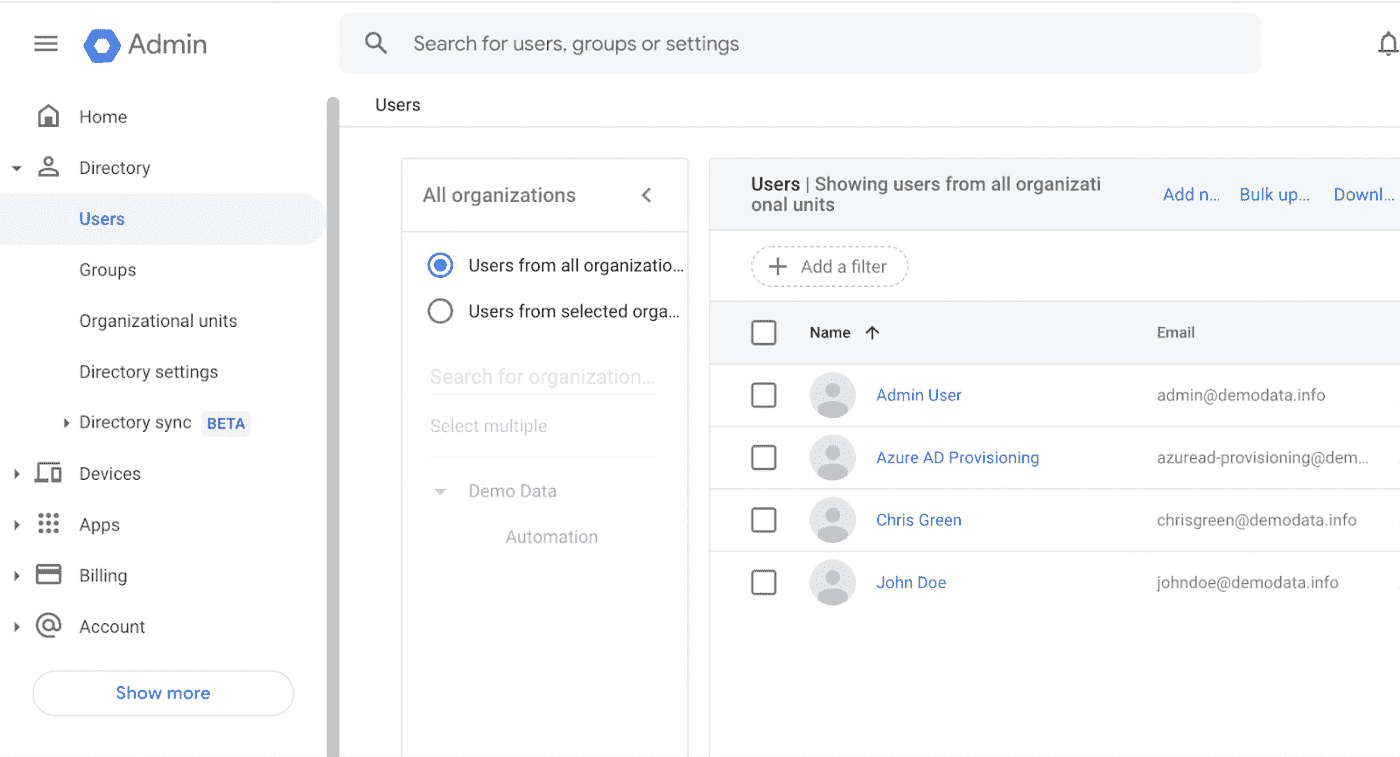 Admin
Search for users, groups or settings
Home
Directory
Users
Groups
Organizational units
Directory settings
Directory sync BETA
Devices
Apps
Billing
Account
Show more
Users
All organizations
Users from all organizatio...
Users from selected orga...
Search for organization...
Select multiple
Demo Data
Automation
Users | Showing users from all organizati
onal units
Add n... Bulk up... Downl...
Add a filter
Name Email
Admin User admin@demodata.info
Azure AD Provisioning azuread-provisioning@dem...
Chris Green chrisgreen@demodata.info
John Doe johndoe@demodata.info